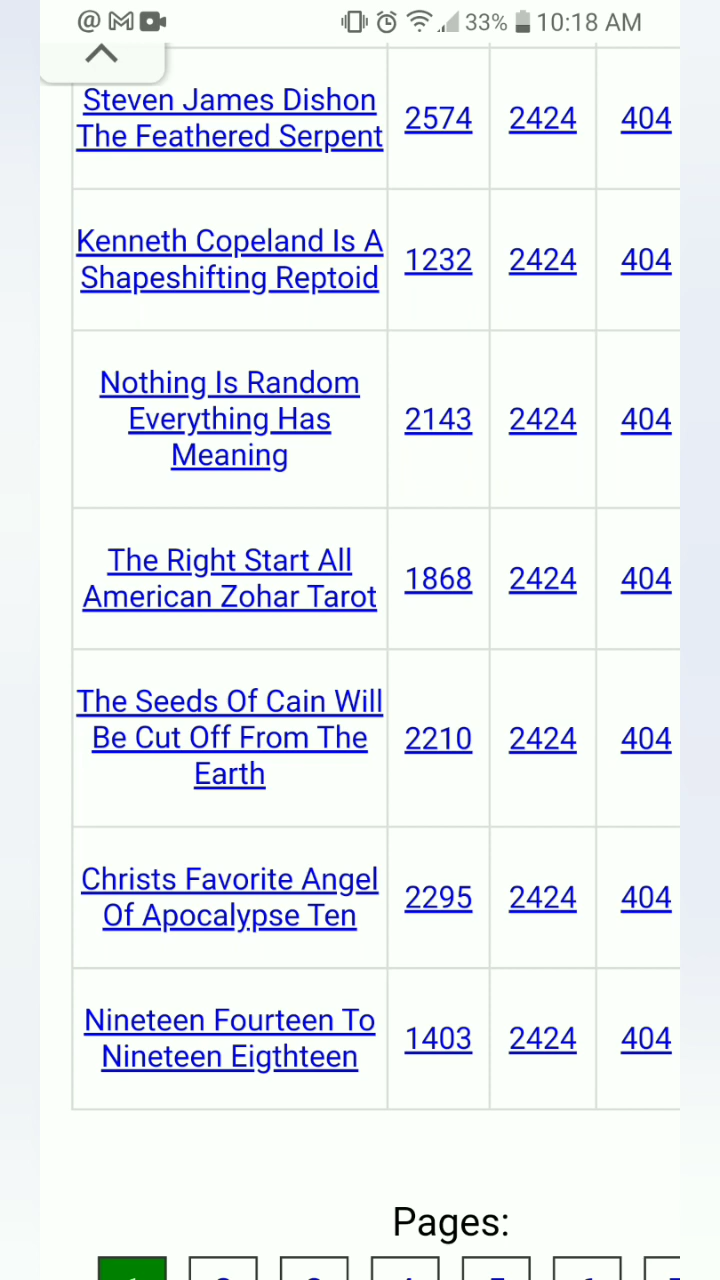 33% 10:18 AM
Steven James Dishon
The Feathered Serpent
2574 2424 404
Kenneth Copeland Is A
Shapeshifting Reptoid
1232 2424 404
Nothing Is Random
Everything Has
Meaning
2143 2424 404
The Right Start All
American Zohar Tarot
1868 2424 404
The Seeds Of Cain Will
Be Cut Off From The
Earth
2210 2424 404
Christs Favorite Angel
Of Apocalypse Ten
2295 2424 404
Nineteen Fourteen To
Nineteen Eigthteen
1403 2424 404
Pages: